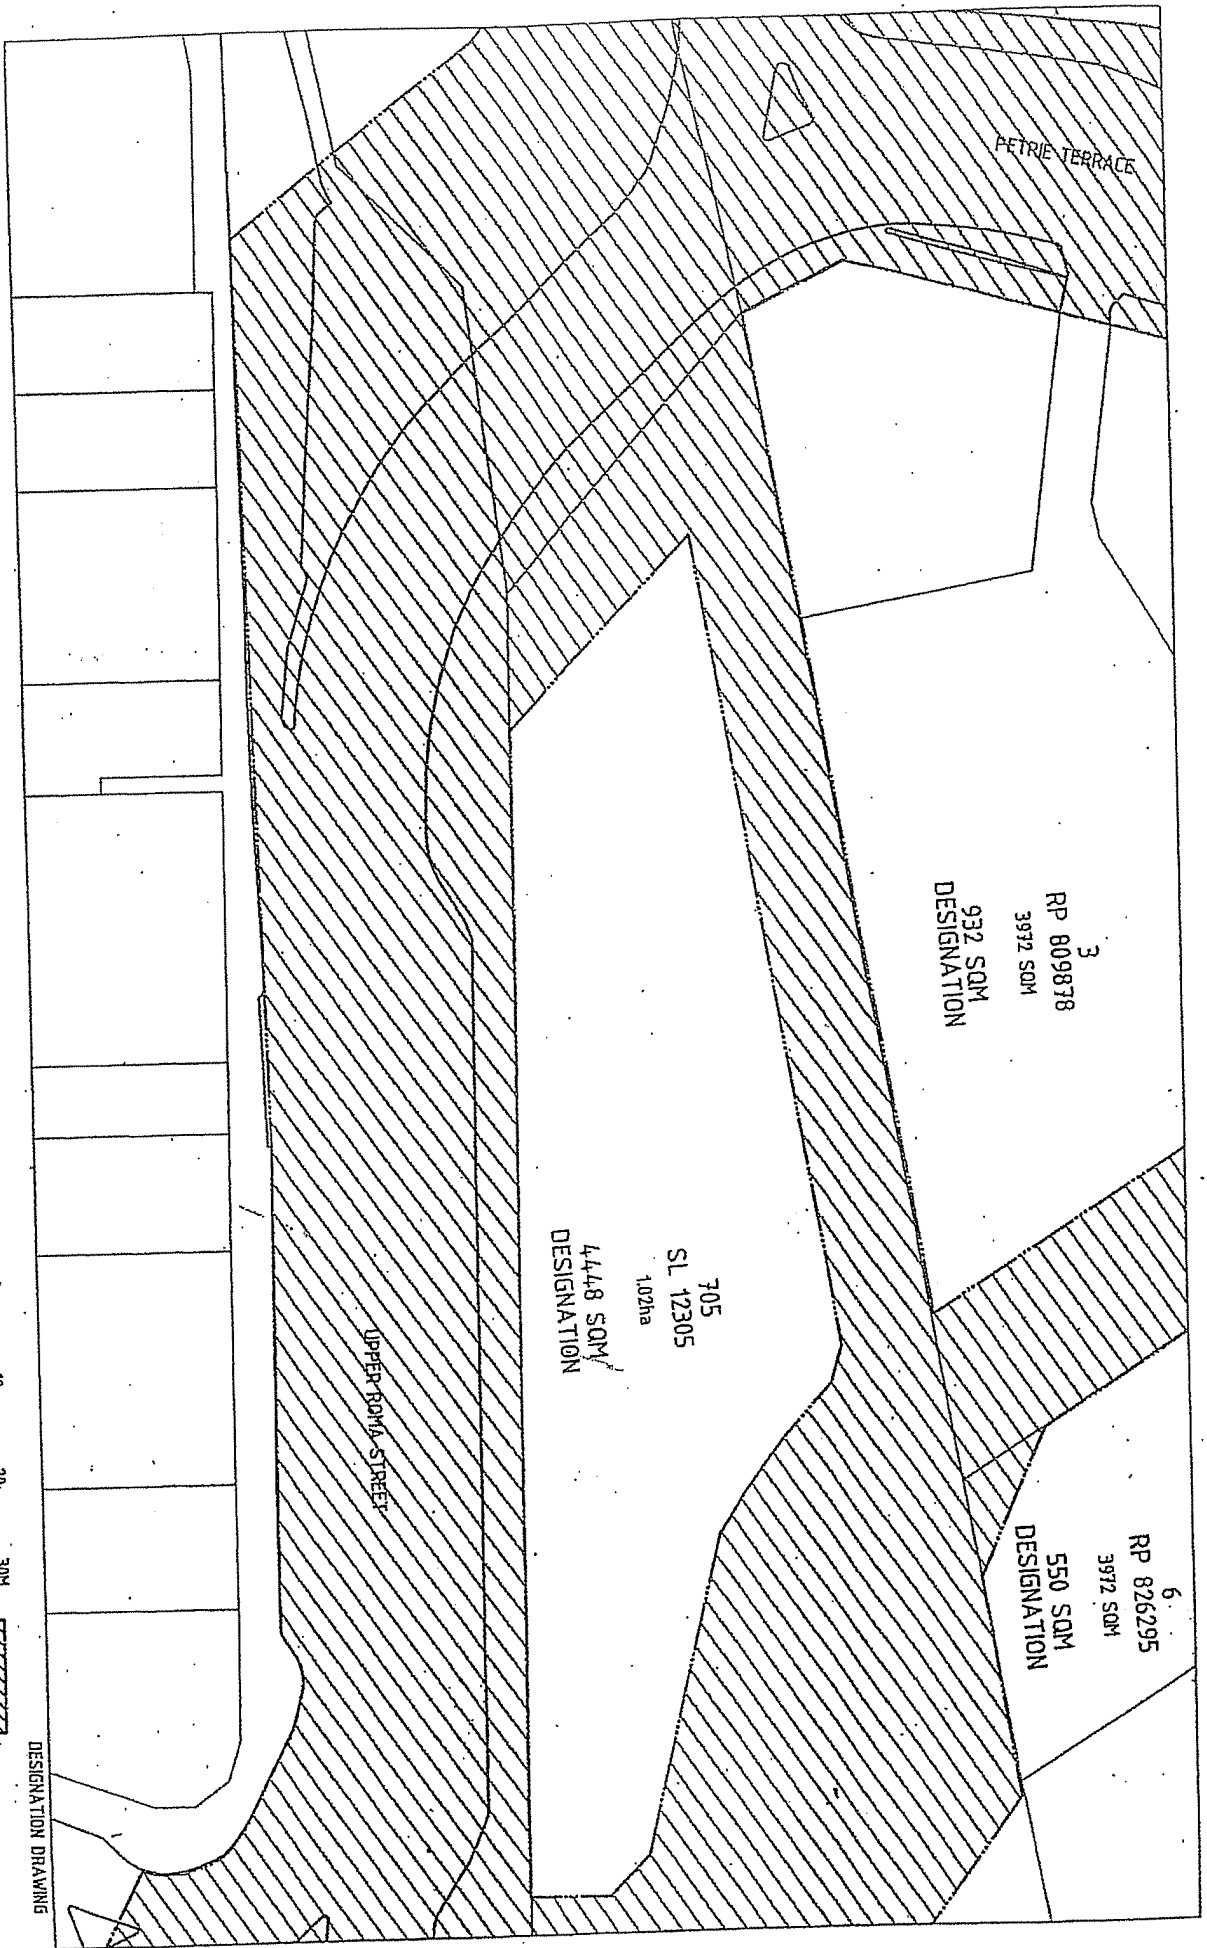 PETRIE TERRACE
3
RP 809878
3972 SQM
932 SQM
DESIGNATION
705
SL 12305
1.02ha
4448 SQM
DESIGNATION
6
RP 826295
3972 SQM
550 SQM
DESIGNATION
UPPER ROMA STREET
30M
DESIGNATION DRAWING